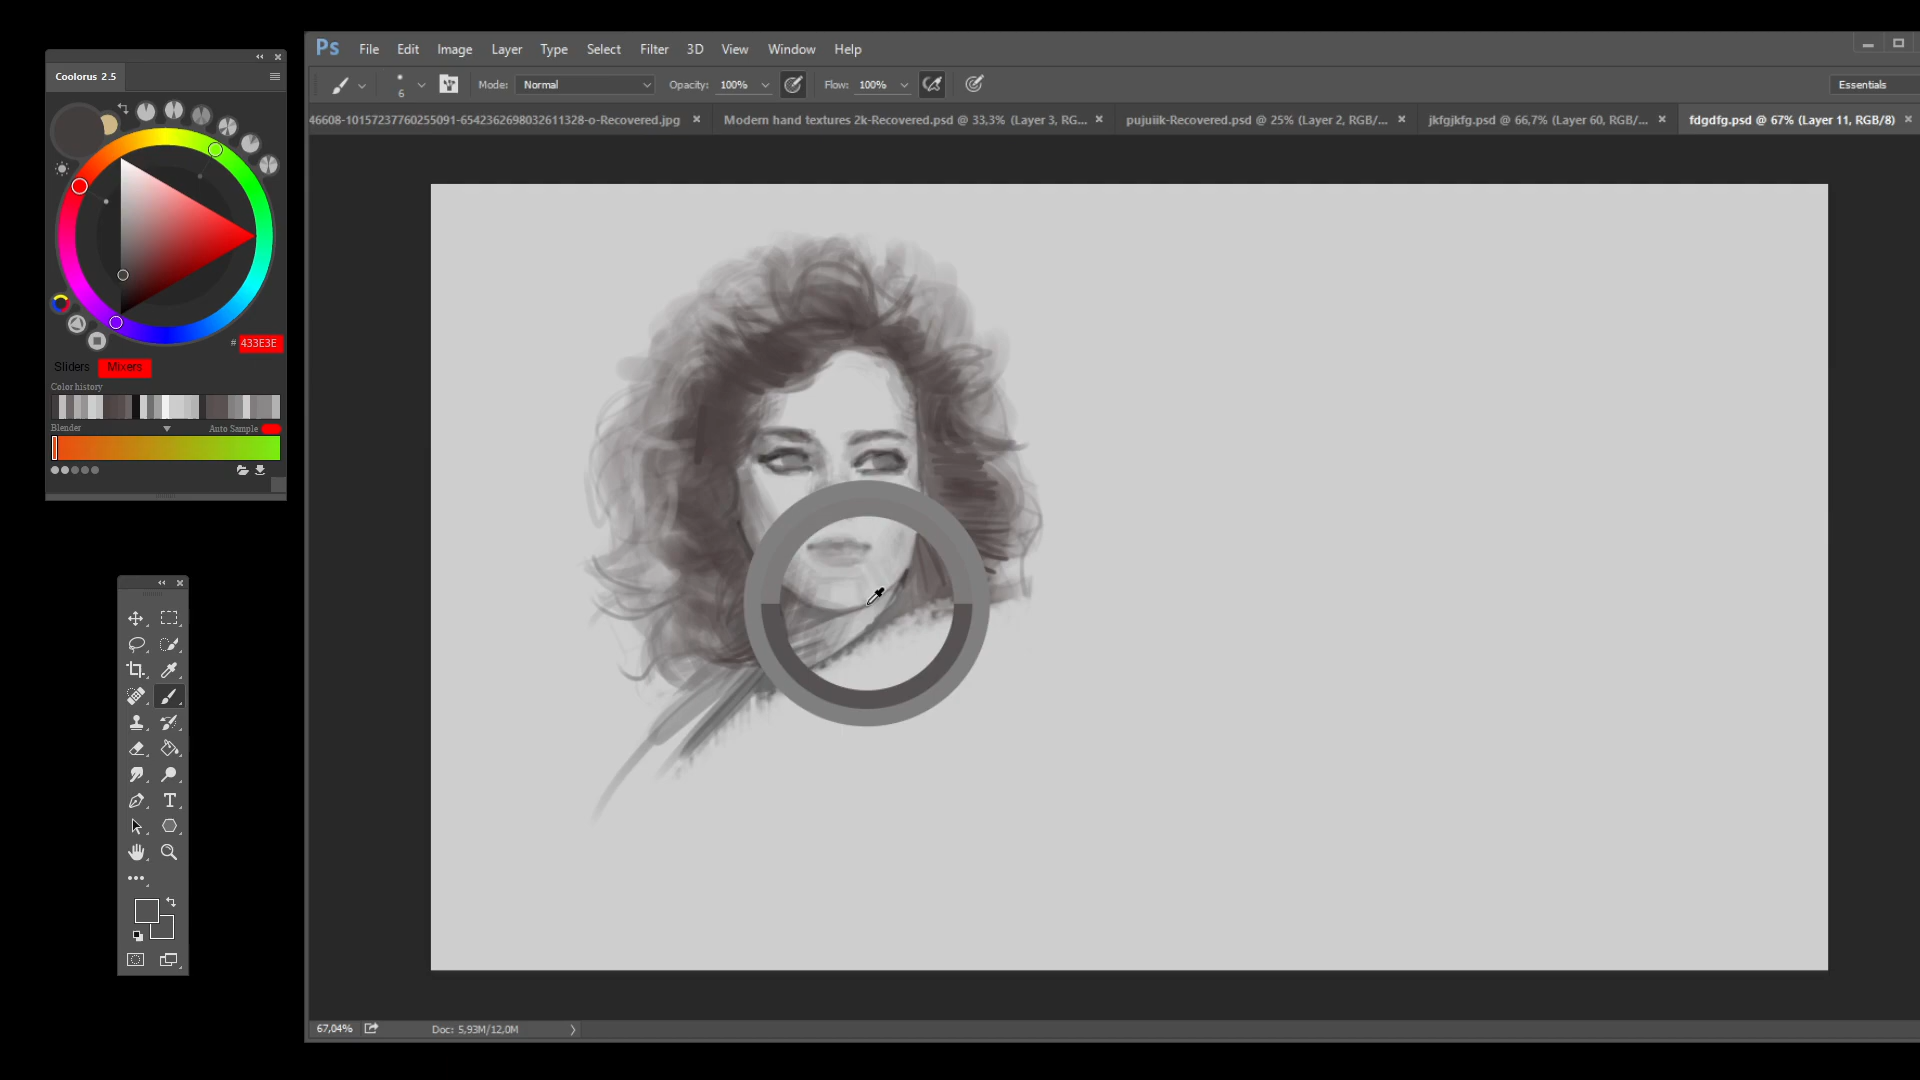 Coolorus 2.5
# 433E3E
Sliders Mixers
Color history
Blender Auto Sample
Ps File Edit Image Layer Type Select Filter 3D View Window Help
6 Mode: Normal Opacity: 100% Flow: 100% Essentials
46608-10157237760255091-6542362698032611328-o-Recovered.jpg × Modern hand textures 2k-Recovered.psd @ 33,3% (Layer 3, RG... × pujuiik-Recovered.psd @ 25% (Layer 2, RGB/... × jkfgjkfg.psd @ 66,7% (Layer 60, RGB/... × fdgdfg.psd @ 67% (Layer 11, RGB/8) ×
67,04% Doc: 5,93M/12,0M